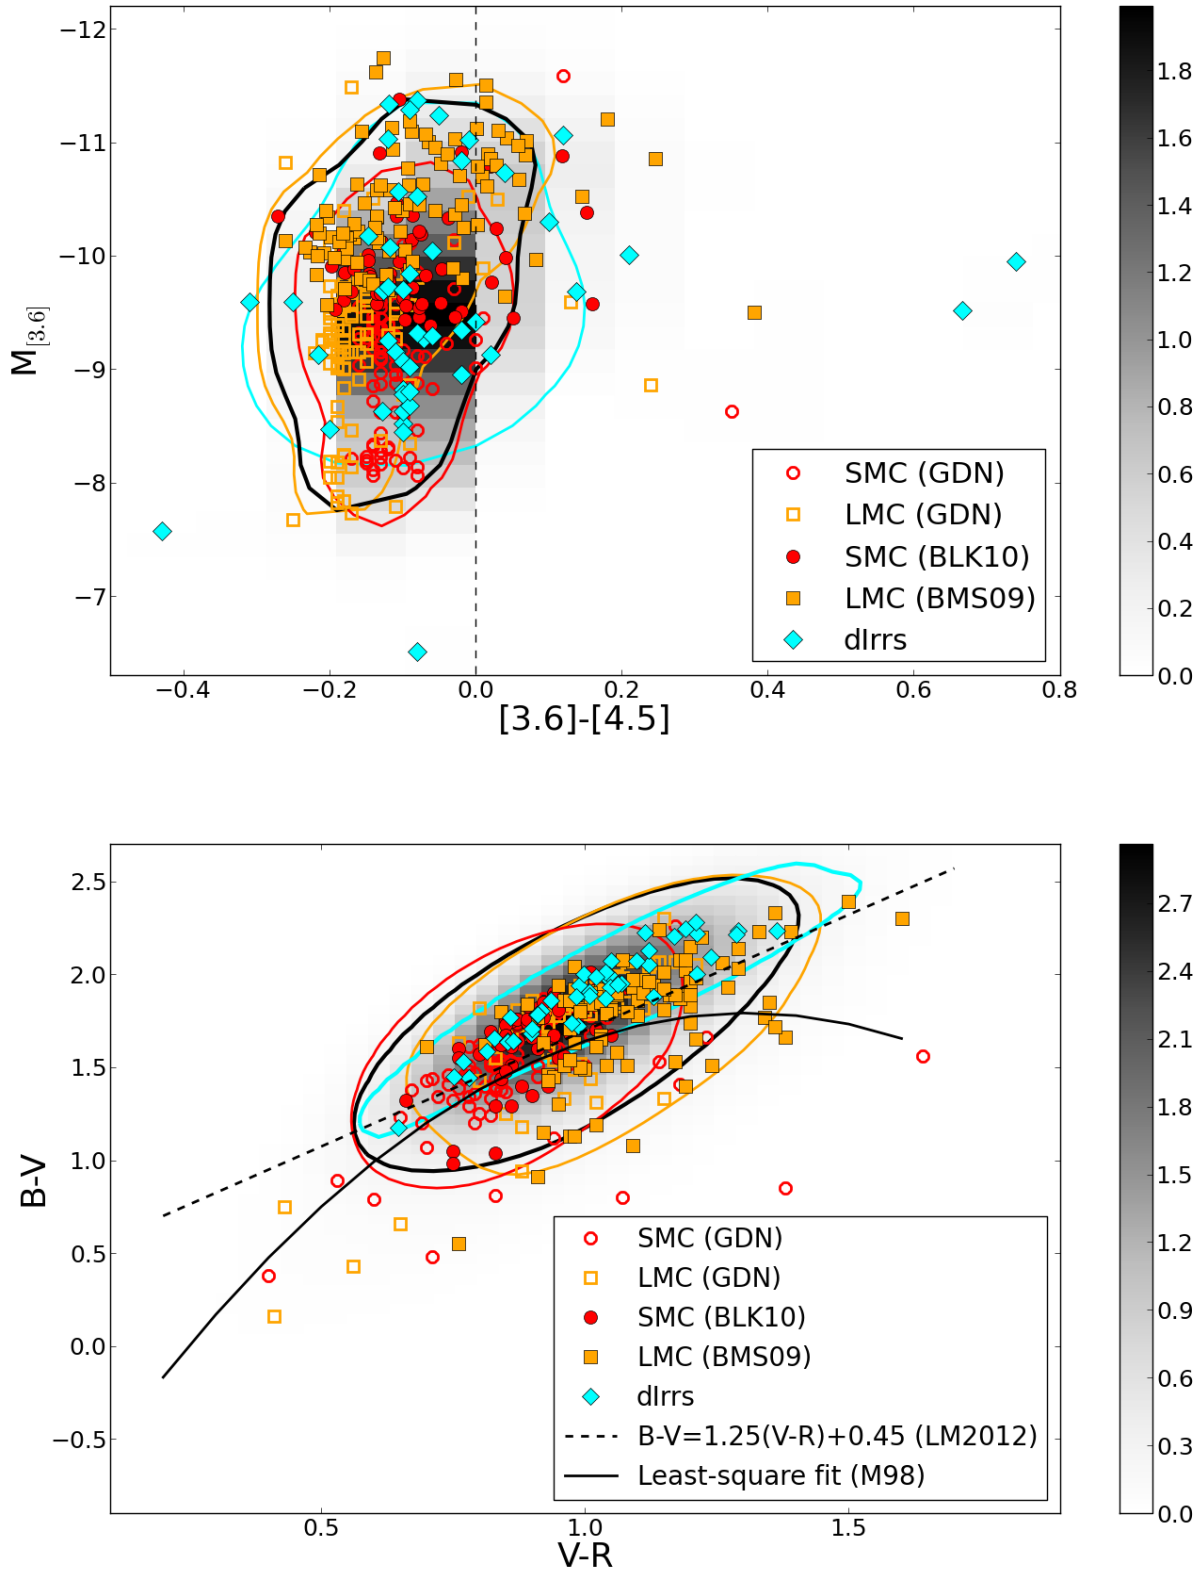 −12
−11
−10
−9
−8
−7
M[3.6]
−0.4
−0.2
0.0
0.2
0.4
0.6
0.8
[3.6]-[4.5]
SMC (GDN)
LMC (GDN)
SMC (BLK10)
LMC (BMS09)
dIrrs
1.8
1.6
1.4
1.2
1.0
0.8
0.6
0.4
0.2
0.0
2.5
2.0
1.5
1.0
0.5
0.0
−0.5
B-V
0.5
1.0
1.5
V-R
SMC (GDN)
LMC (GDN)
SMC (BLK10)
LMC (BMS09)
dIrrs
B-V=1.25(V-R)+0.45 (LM2012)
Least-square fit (M98)
2.7
2.4
2.1
1.8
1.5
1.2
0.9
0.6
0.3
0.0